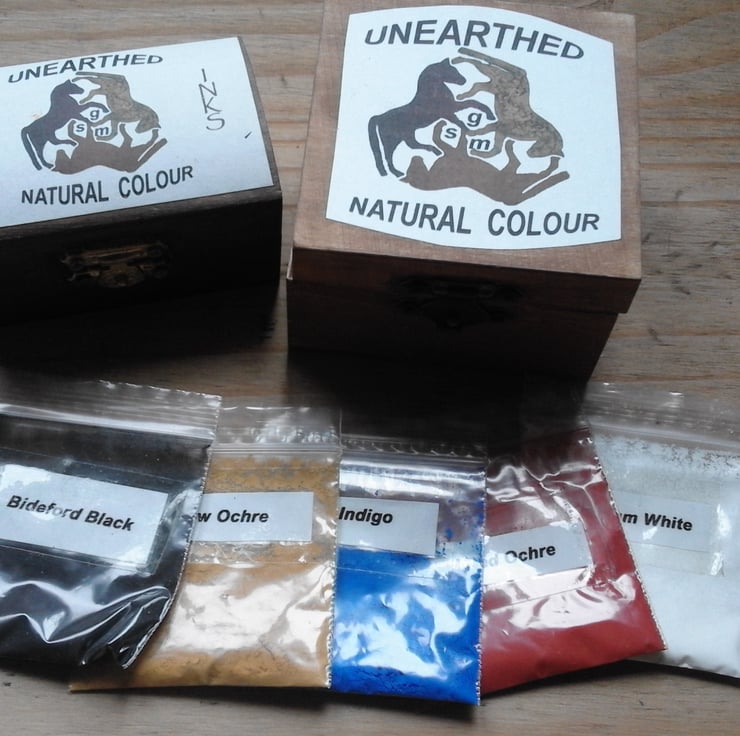 UNEARTHED
INKS
g
s m
NATURAL COLOUR
UNEARTHED
g
s m
NATURAL COLOUR
Bideford Black
w Ochre
Indigo
d Ochre
m White